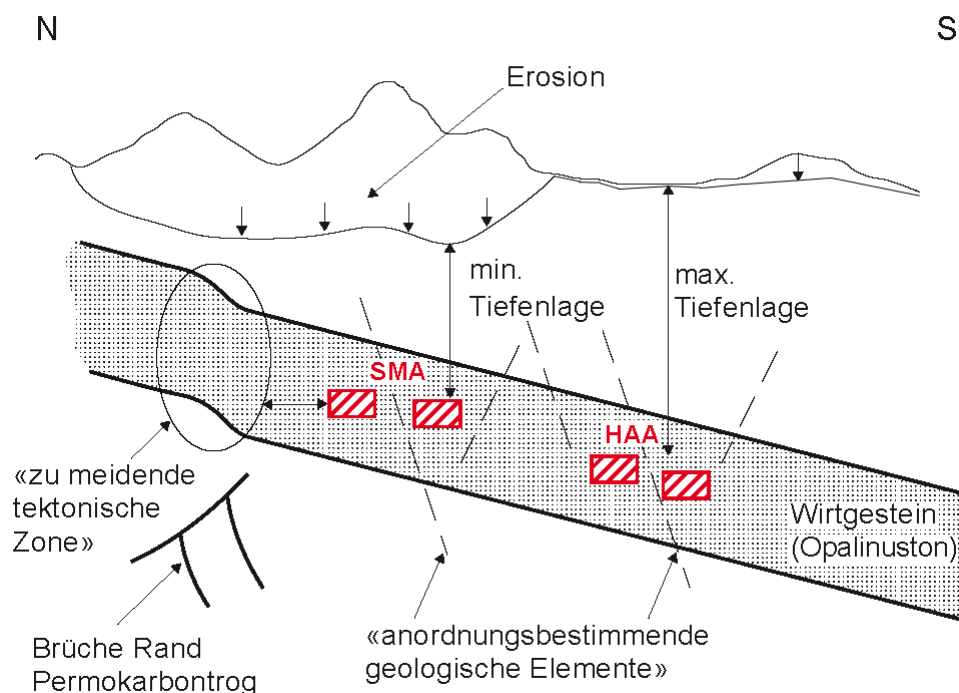 N
S
Erosion
min.
Tiefenlage
max.
Tiefenlage
SMA
HAA
«zu meidende
tektonische
Zone»
Wirtgestein
(Opalinuston)
Brüche Rand
Permokarbontrog
«anordnungsbestimmende
geologische Elemente»